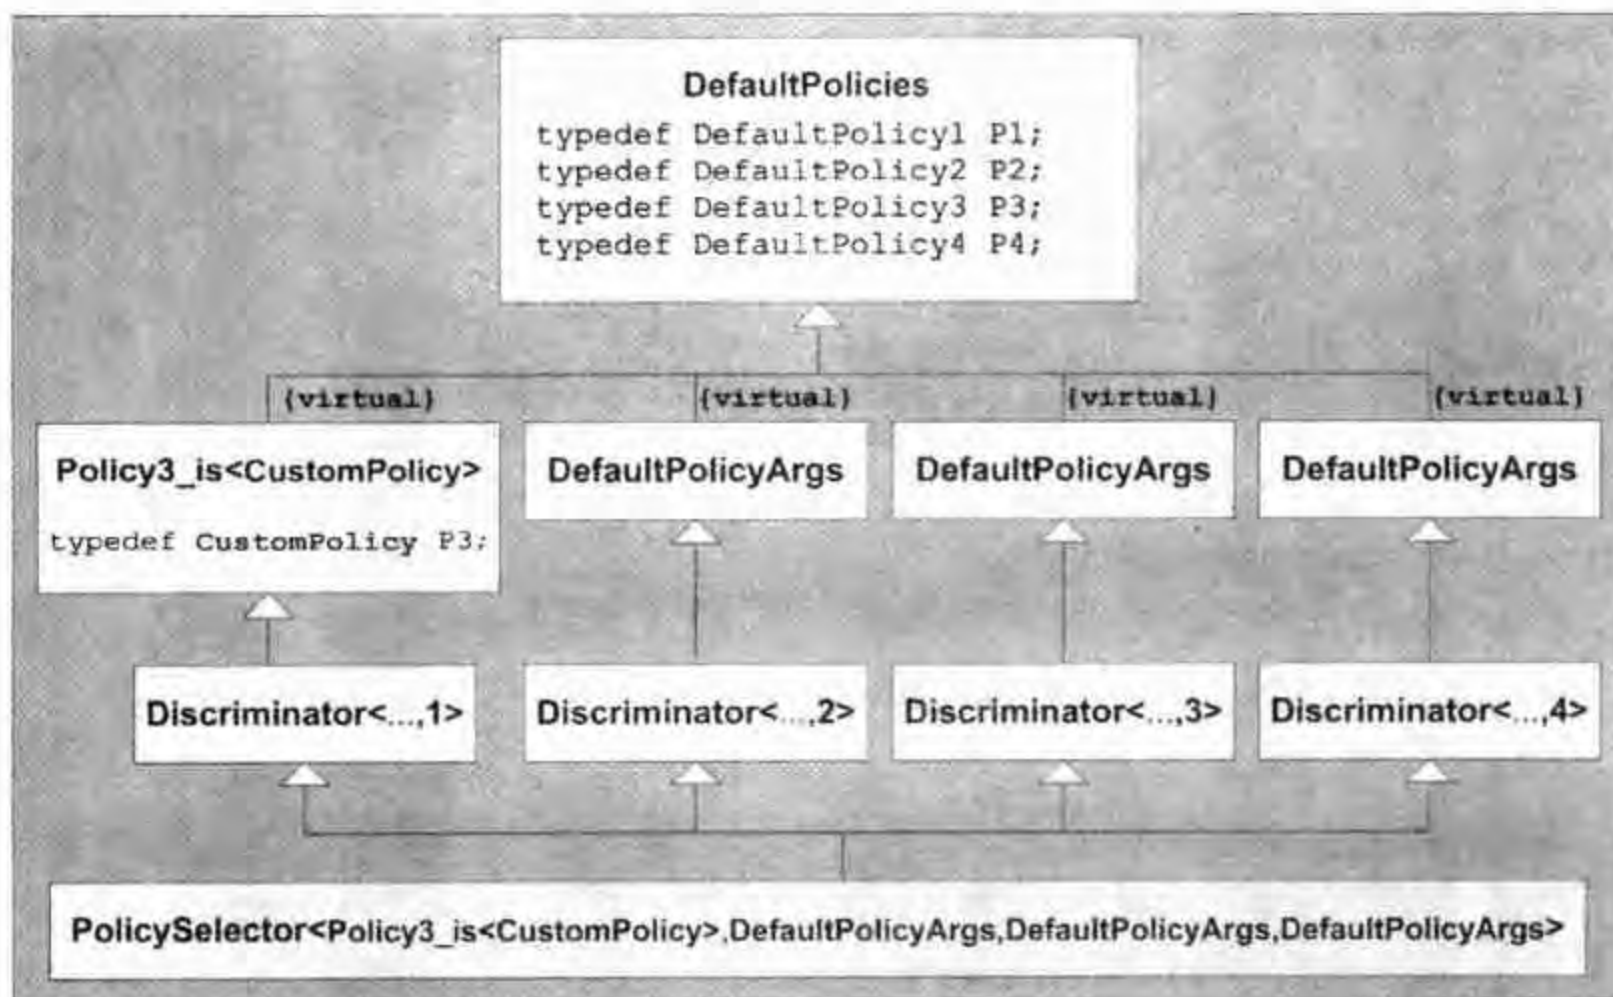 DefaultPolicies
typedef DefaultPolicy1 P1;
typedef DefaultPolicy2 P2;
typedef DefaultPolicy3 P3;
typedef DefaultPolicy4 P4;
{virtual} {virtual} {virtual} {virtual}
Policy3_is<CustomPolicy>
typedef CustomPolicy P3;
DefaultPolicyArgs
DefaultPolicyArgs
DefaultPolicyArgs
Discriminator<...,1>
Discriminator<...,2>
Discriminator<...,3>
Discriminator<...,4>
PolicySelector<Policy3_is<CustomPolicy>,DefaultPolicyArgs,DefaultPolicyArgs,DefaultPolicyArgs>